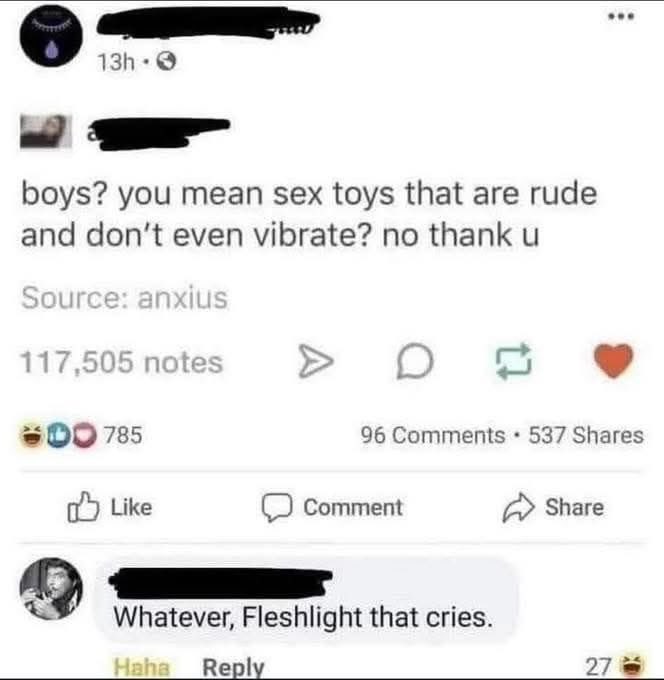 13h
boys? you mean sex toys that are rude
and don't even vibrate? no thank u
Source: anxius
117,505 notes
785
96 Comments • 537 Shares
Like
Comment
Share
Whatever, Fleshlight that cries.
Haha Reply
27